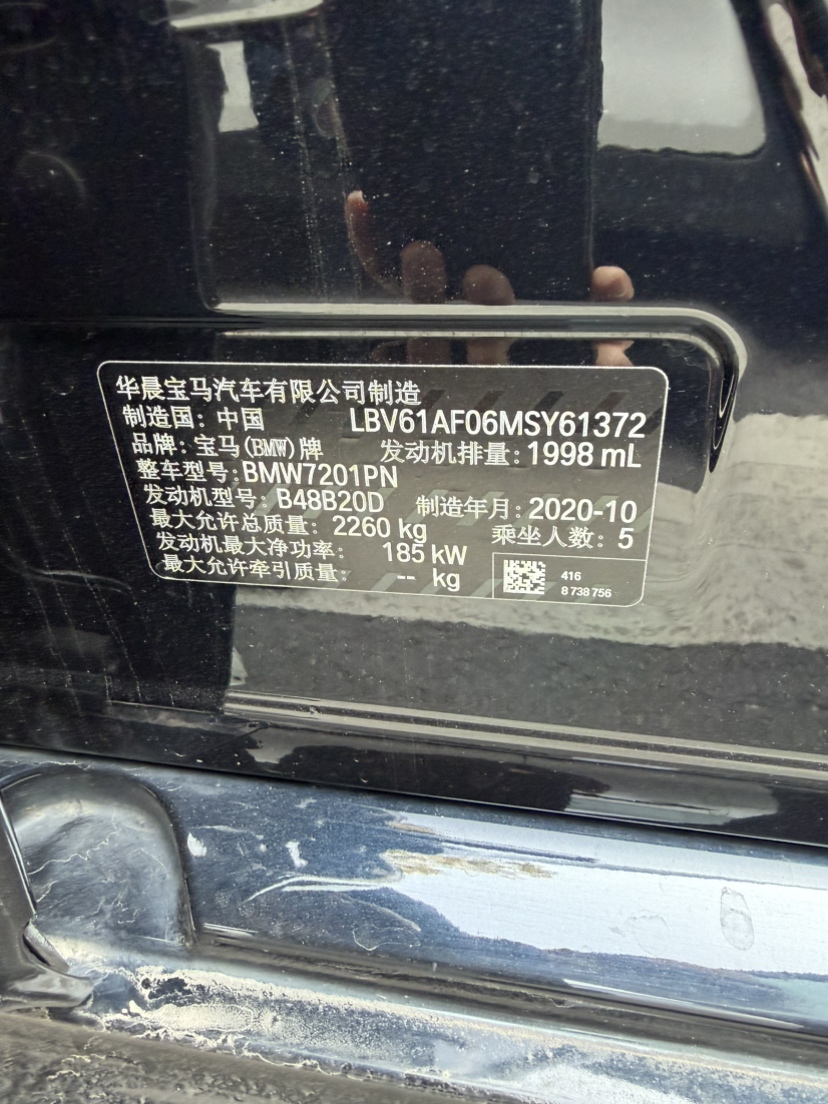 华晨宝马汽车有限公司制造
制造国: 中国 LBV61AF06MSY61372
品牌: 宝马(BMW)牌 发动机排量: 1998 mL
整车型号: BMW7201PN
发动机型号: B48B20D 制造年月: 2020-10
最大允许总质量: 2260 kg 乘坐人数: 5
发动机最大净功率: 185 kW
最大允许牵引质量: -- kg
416
8 738 756